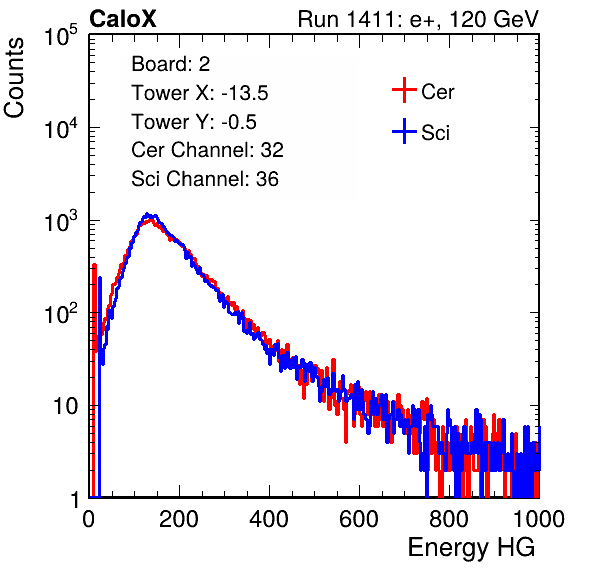 CaloX Run 1411: e+, 120 GeV
Counts
Board: 2
Tower X: -13.5
Tower Y: -0.5
Cer Channel: 32
Sci Channel: 36
Cer
Sci
10^5
10^4
10^3
10^2
10
1
0 200 400 600 800 1000
Energy HG